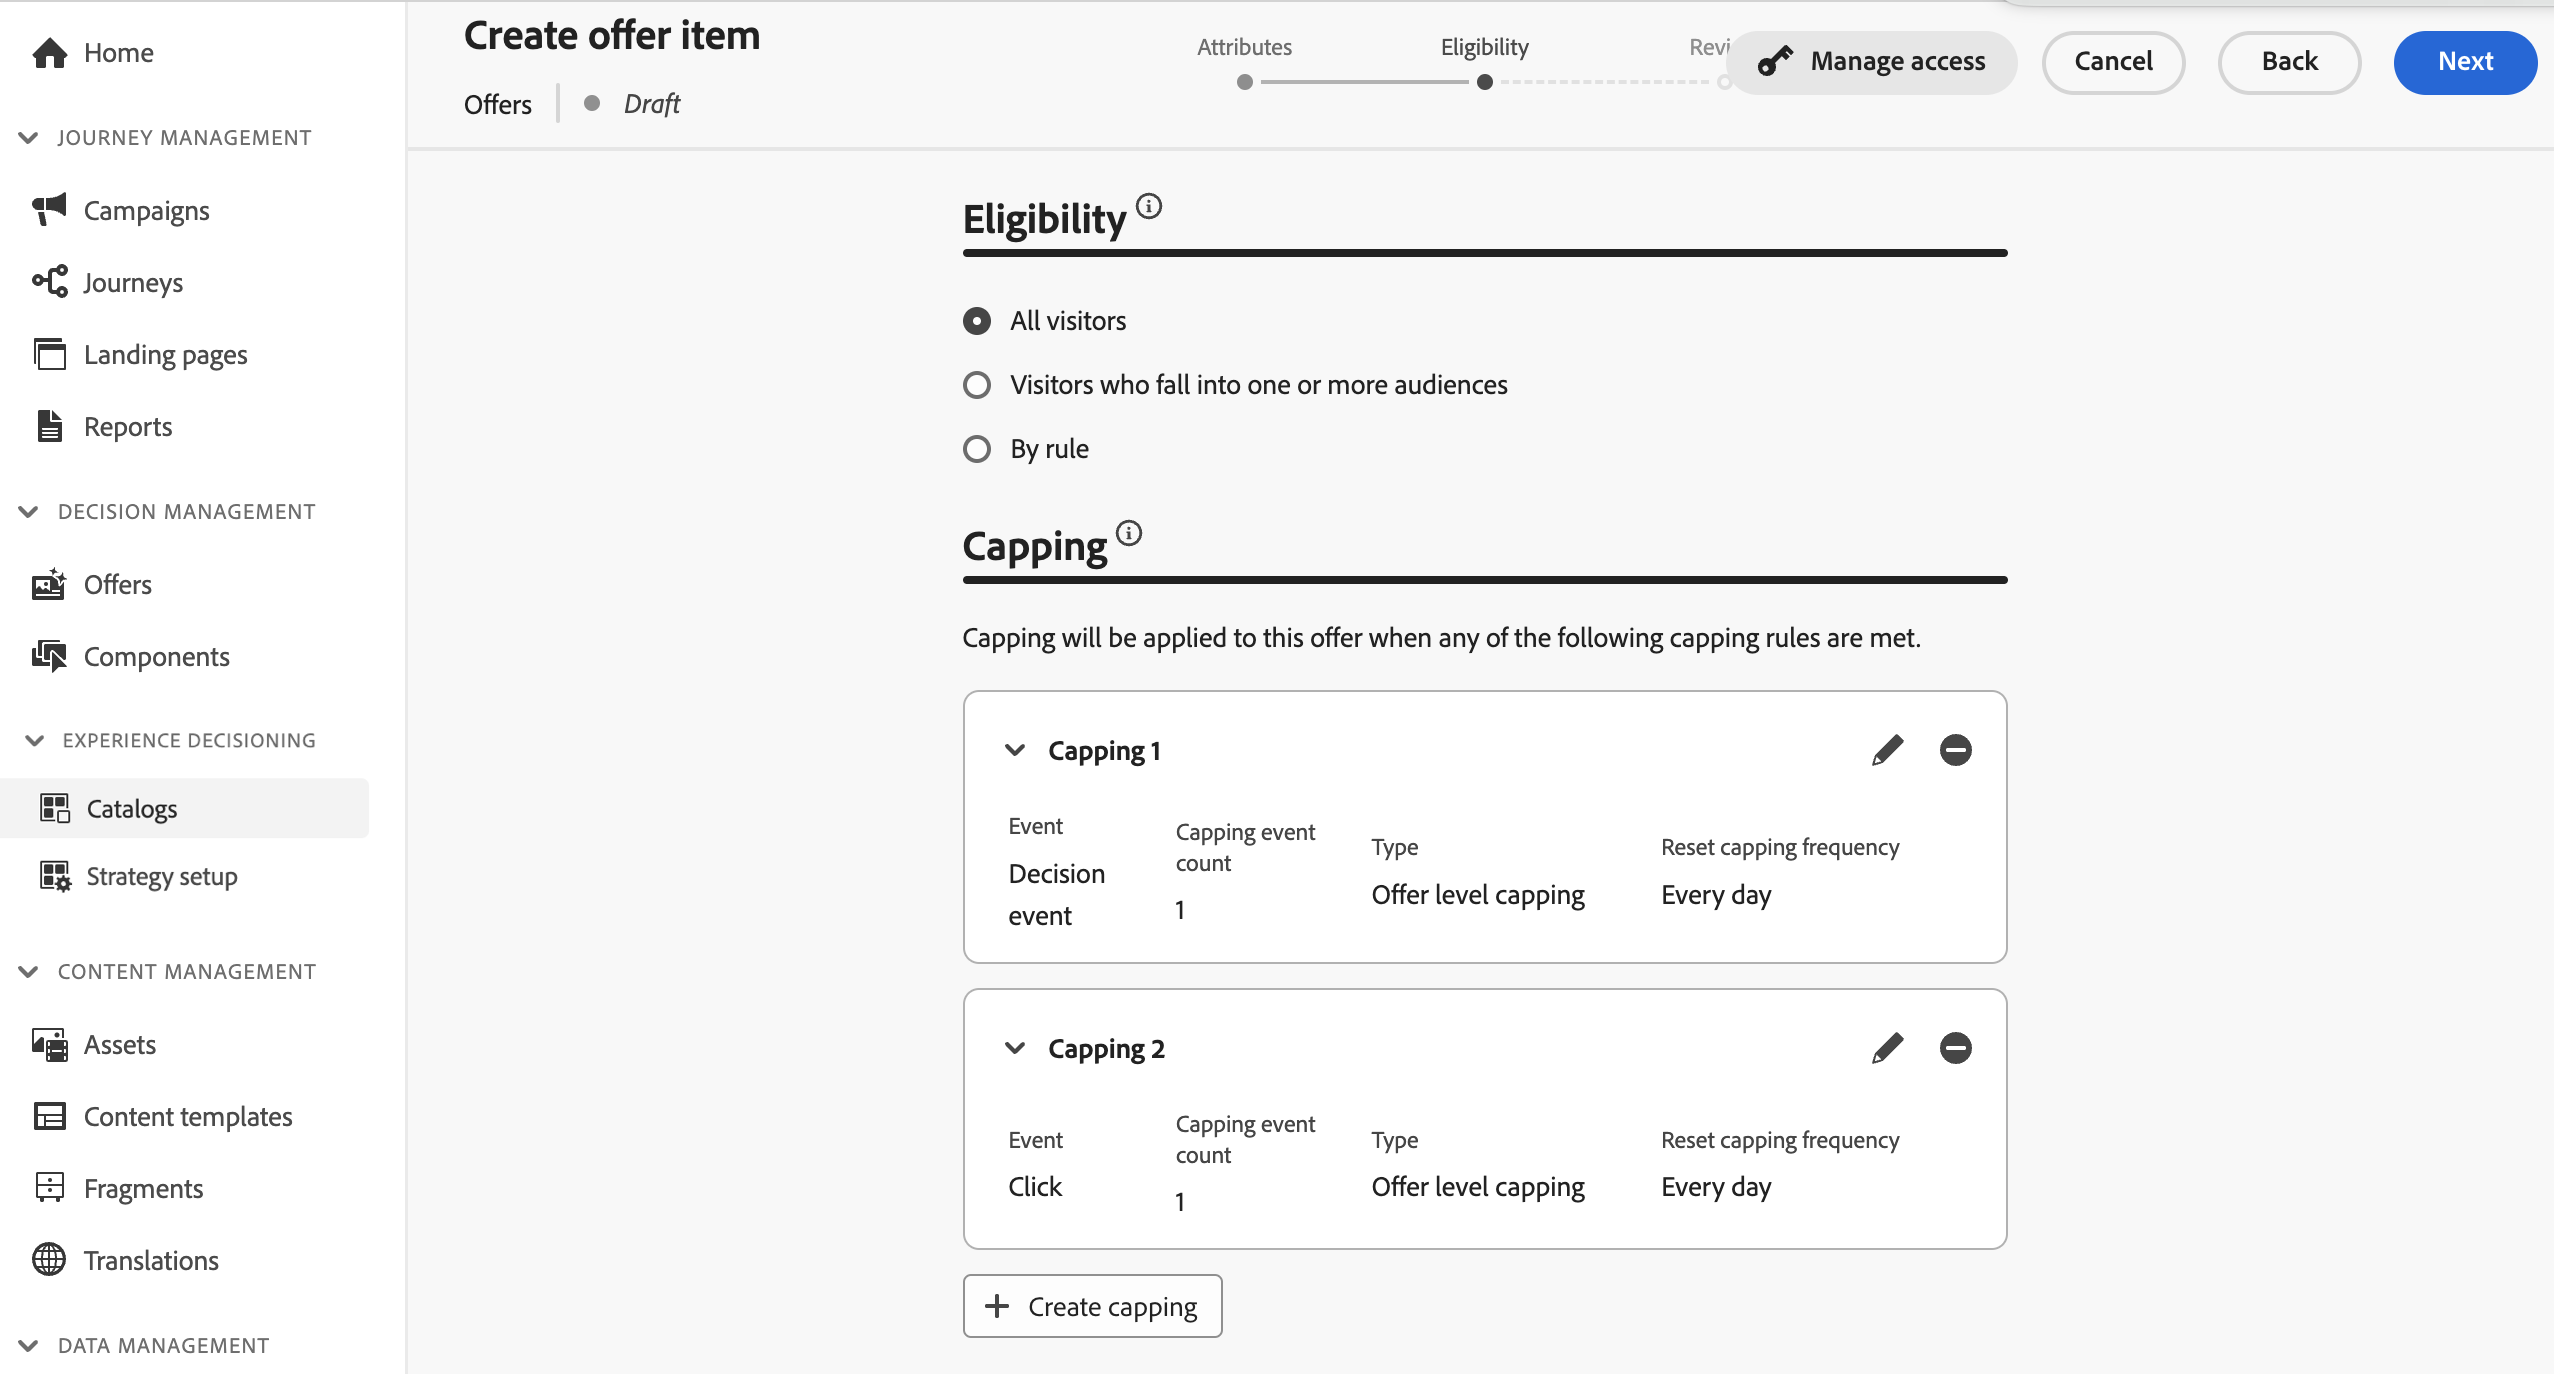 Home
JOURNEY MANAGEMENT
Campaigns
Journeys
Landing pages
Reports
DECISION MANAGEMENT
Offers
Components
EXPERIENCE DECISIONING
Catalogs
Strategy setup
CONTENT MANAGEMENT
Assets
Content templates
Fragments
Translations
DATA MANAGEMENT
Create offer item
Offers
Draft
Attributes
Eligibility
Revi
Manage access
Cancel
Back
Next
Eligibility
All visitors
Visitors who fall into one or more audiences
By rule
Capping
Capping will be applied to this offer when any of the following capping rules are met.
Capping 1
Event
Decision
event
Capping event
count
1
Type
Offer level capping
Reset capping frequency
Every day
Capping 2
Event
Click
Capping event
count
1
Type
Offer level capping
Reset capping frequency
Every day
Create capping